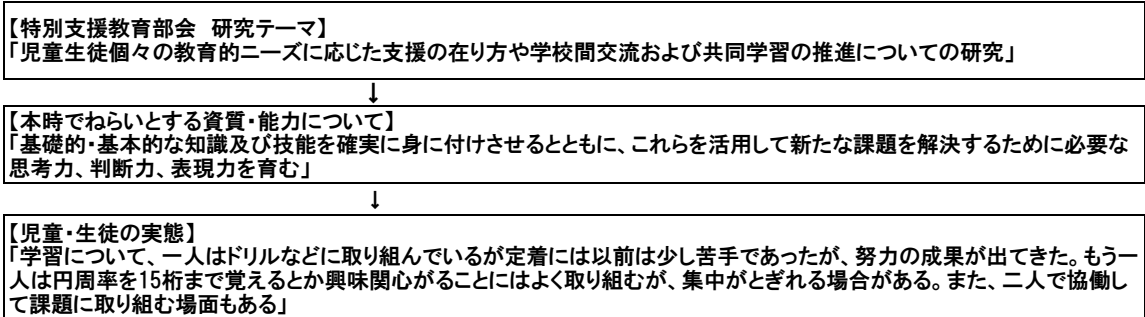 【特別支援教育部会　研究テーマ】
「児童生徒個々の教育的ニーズに応じた支援の在り方や学校間交流および共同学習の推進についての研究」
↓
【本時でねらいとする資質・能力について】
「基礎的・基本的な知識及び技能を確実に身に付けさせるとともに、これらを活用して新たな課題を解決するために必要な
思考力、判断力、表現力を育む」
↓
【児童・生徒の実態】
「学習について、一人はドリルなどに取り組んでいるが定着には以前は少し苦手であったが、努力の成果が出てきた。もう一
人は円周率を15桁まで覚えるとか興味関心がることにはよく取り組むが、集中がとぎれる場合がある。また、二人で協働し
て課題に取り組む場面もある」